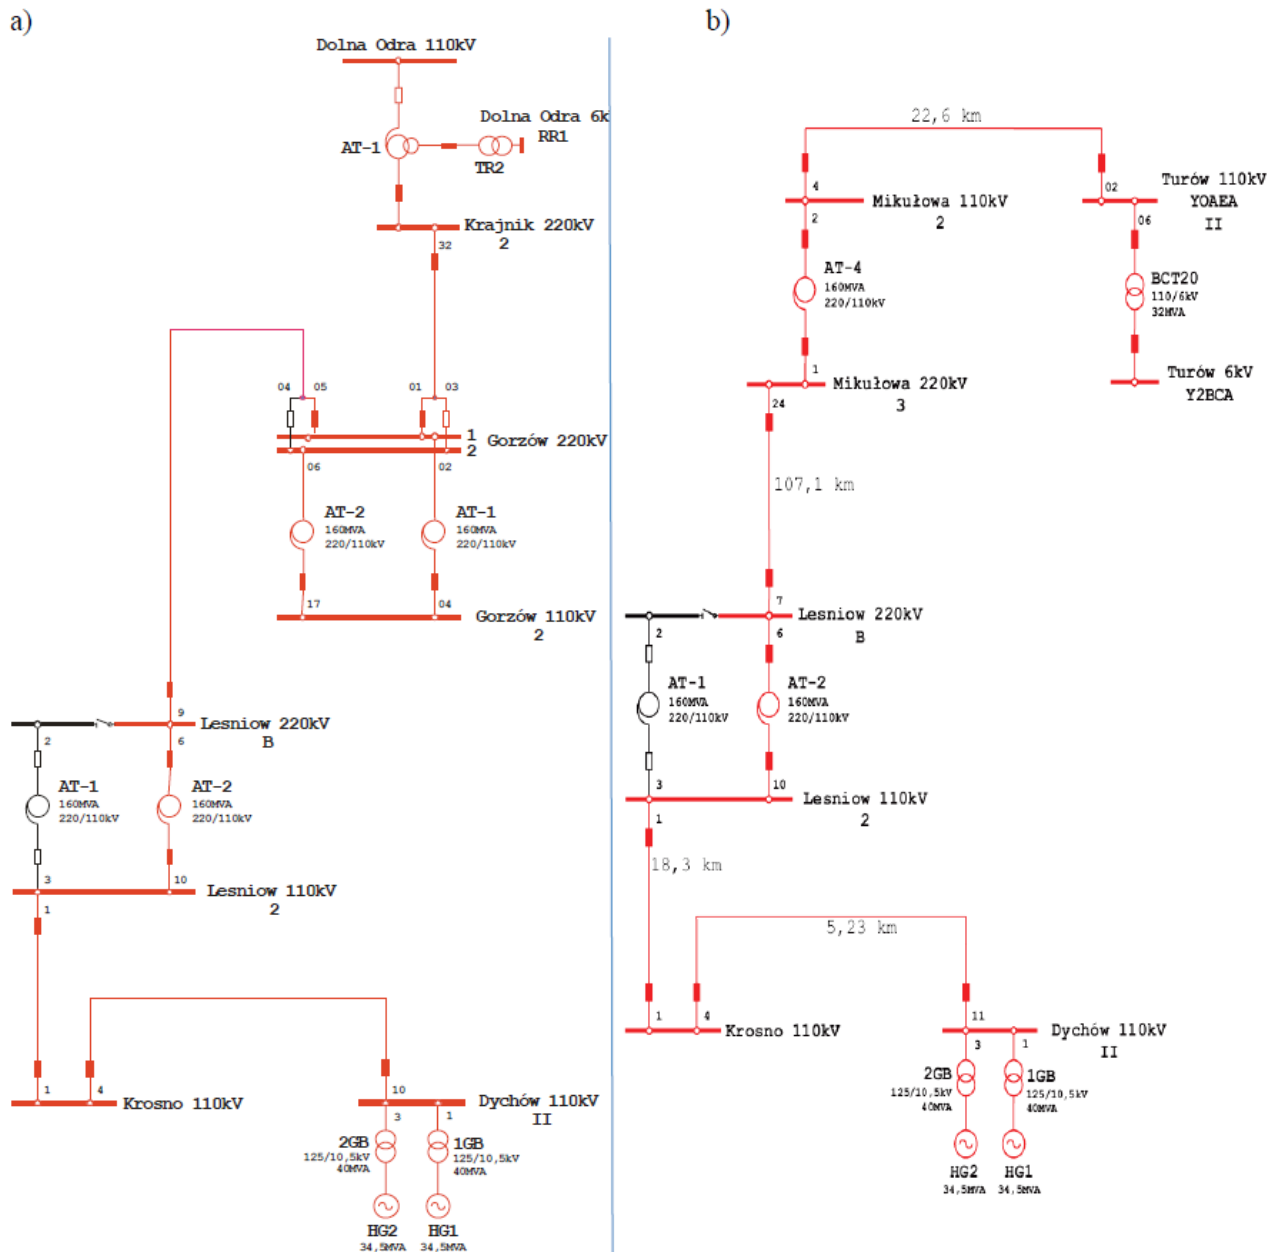 a)
Dolna Odra 110kV
Dolna Odra 6k
RR1
AT-1
TR2
Krajnik 220kV
2
32
04
05
01
03
1
2
Gorzów 220kV
06
02
AT-2
160MVA
220/110kV
AT-1
160MVA
220/110kV
17
04
Gorzów 110kV
2
9
Lesniow 220kV
B
2
6
AT-1
160MVA
220/110kV
AT-2
160MVA
220/110kV
3
10
Lesniow 110kV
2
1
1
4
Krosno 110kV
10
Dychów 110kV
II
3
1
2GB
125/10,5kV
40MVA
1GB
125/10,5kV
40MVA
HG2
34,5MVA
HG1
34,5MVA
b)
22,6 km
4
Mikułowa 110kV
2
2
02
Turów 110kV
YOAEA
II
06
AT-4
160MVA
220/110kV
BCT20
110/6kV
32MVA
1
Mikułowa 220kV
3
24
Turów 6kV
Y2BCA
107,1 km
7
Lesniow 220kV
B
2
6
AT-1
160MVA
220/110kV
AT-2
160MVA
220/110kV
3
10
Lesniow 110kV
2
1
18,3 km
5,23 km
1
4
Krosno 110kV
11
Dychów 110kV
II
3
1
2GB
125/10,5kV
40MVA
1GB
125/10,5kV
40MVA
HG2
34,5MVA
HG1
34,5MVA